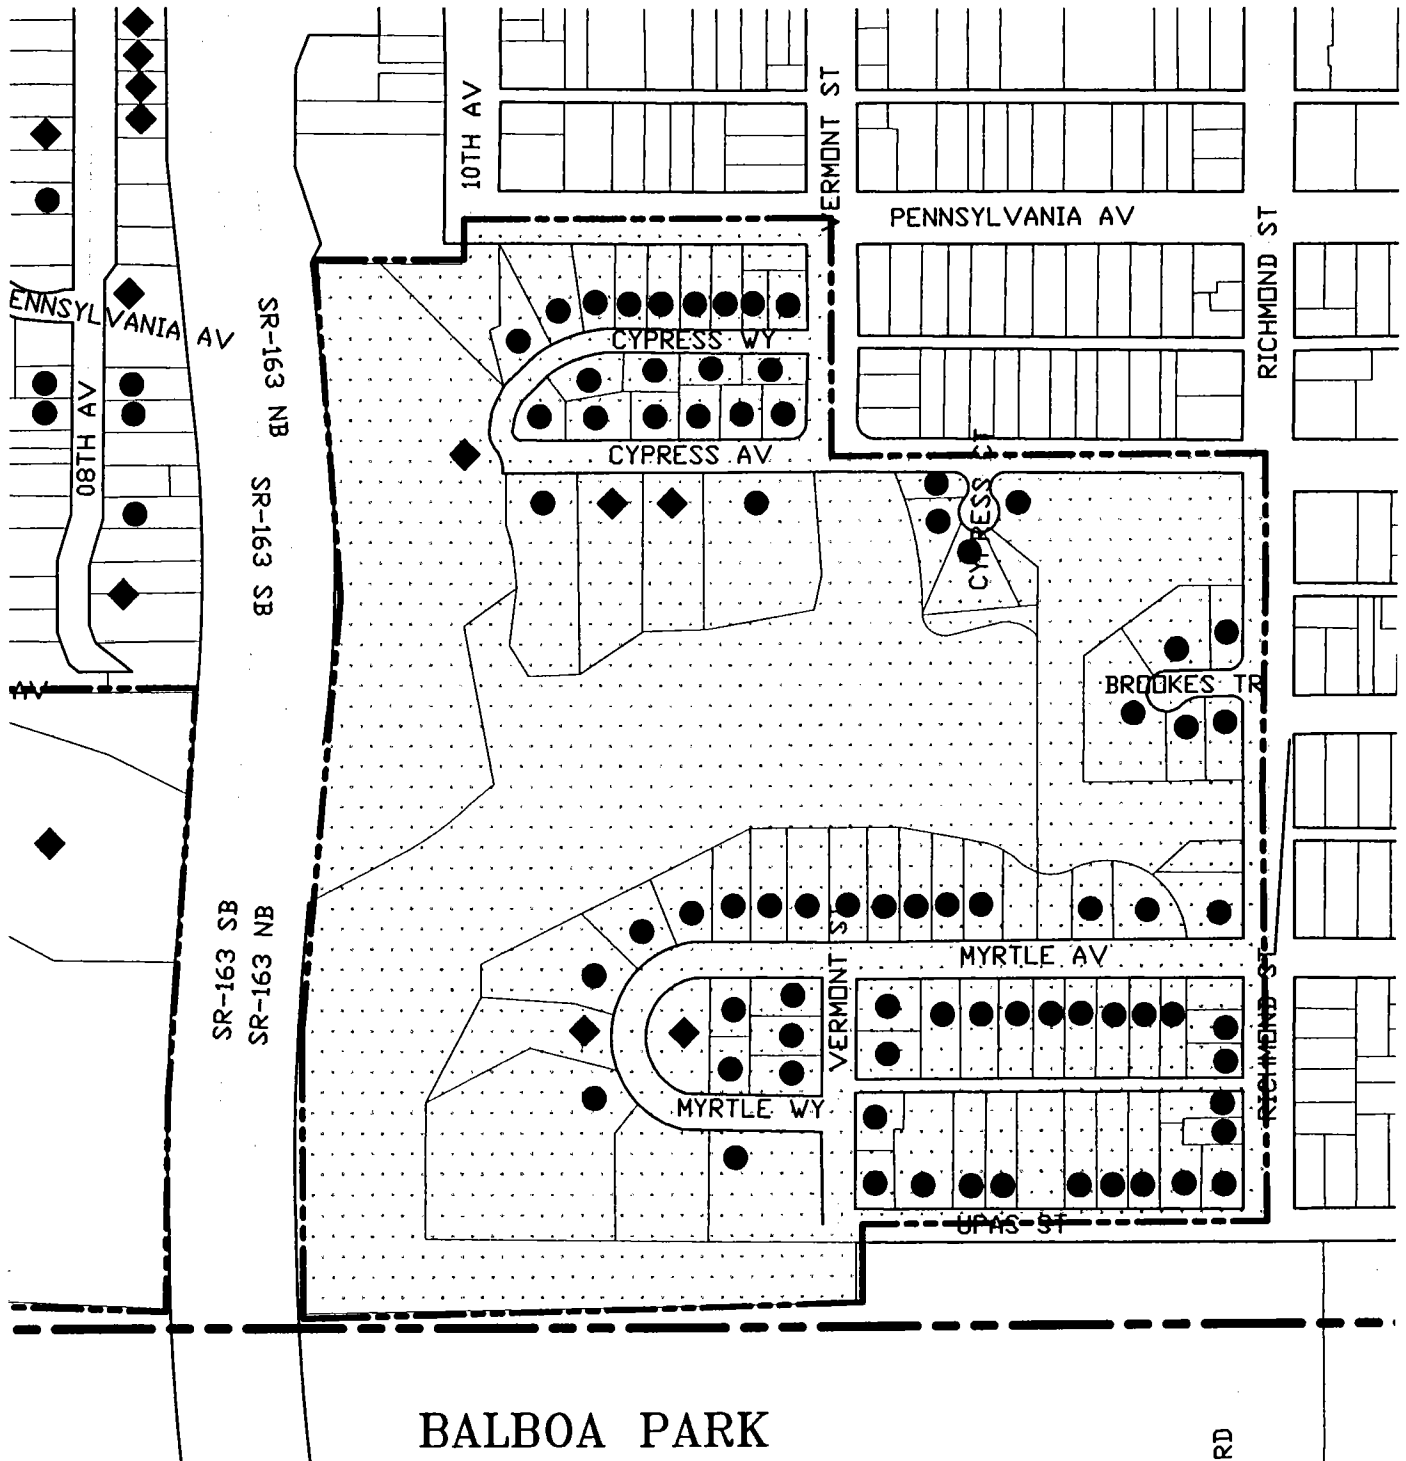 10TH AV
VERMONT ST
PENNSYLVANIA AV
RICHMOND ST
ENNSYLVANIA AV
SR-163 NB
CYPRESS WY
08TH AV
CYPRESS AV
CYPRESS CT
SR-163 SB
BROOKES TR
AV
SR-163 SB
SR-163 NB
VERMONT ST
MYRTLE AV
RICHMOND ST
MYRTLE WY
UPAS ST
BALBOA PARK
RD